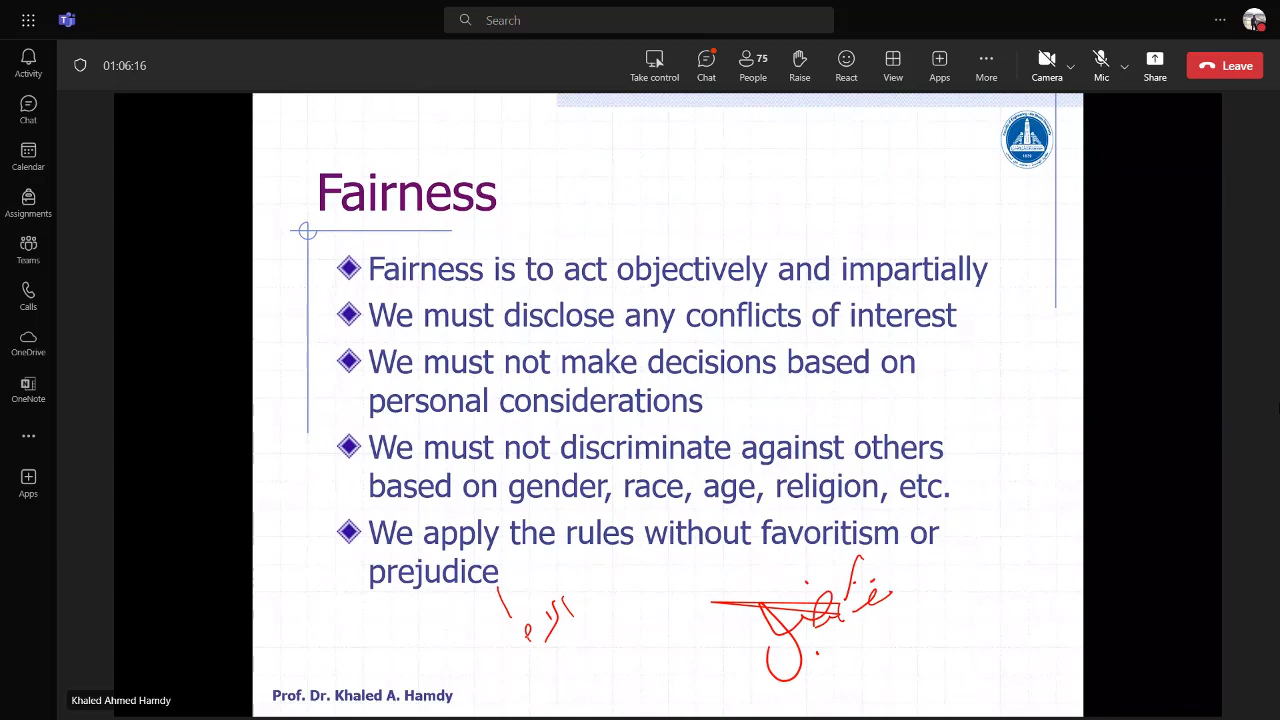 Search
01:06:16
Take control
Chat
75
People
Raise
React
View
Apps
More
Camera
Mic
Share
Leave
Activity
Chat
Calendar
Assignments
Teams
Calls
OneDrive
OneNote
Apps
Fairness
Fairness is to act objectively and impartially
We must disclose any conflicts of interest
We must not make decisions based on
personal considerations
We must not discriminate against others
based on gender, race, age, religion, etc.
We apply the rules without favoritism or
prejudice
Prof. Dr. Khaled A. Hamdy
Khaled Ahmed Hamdy